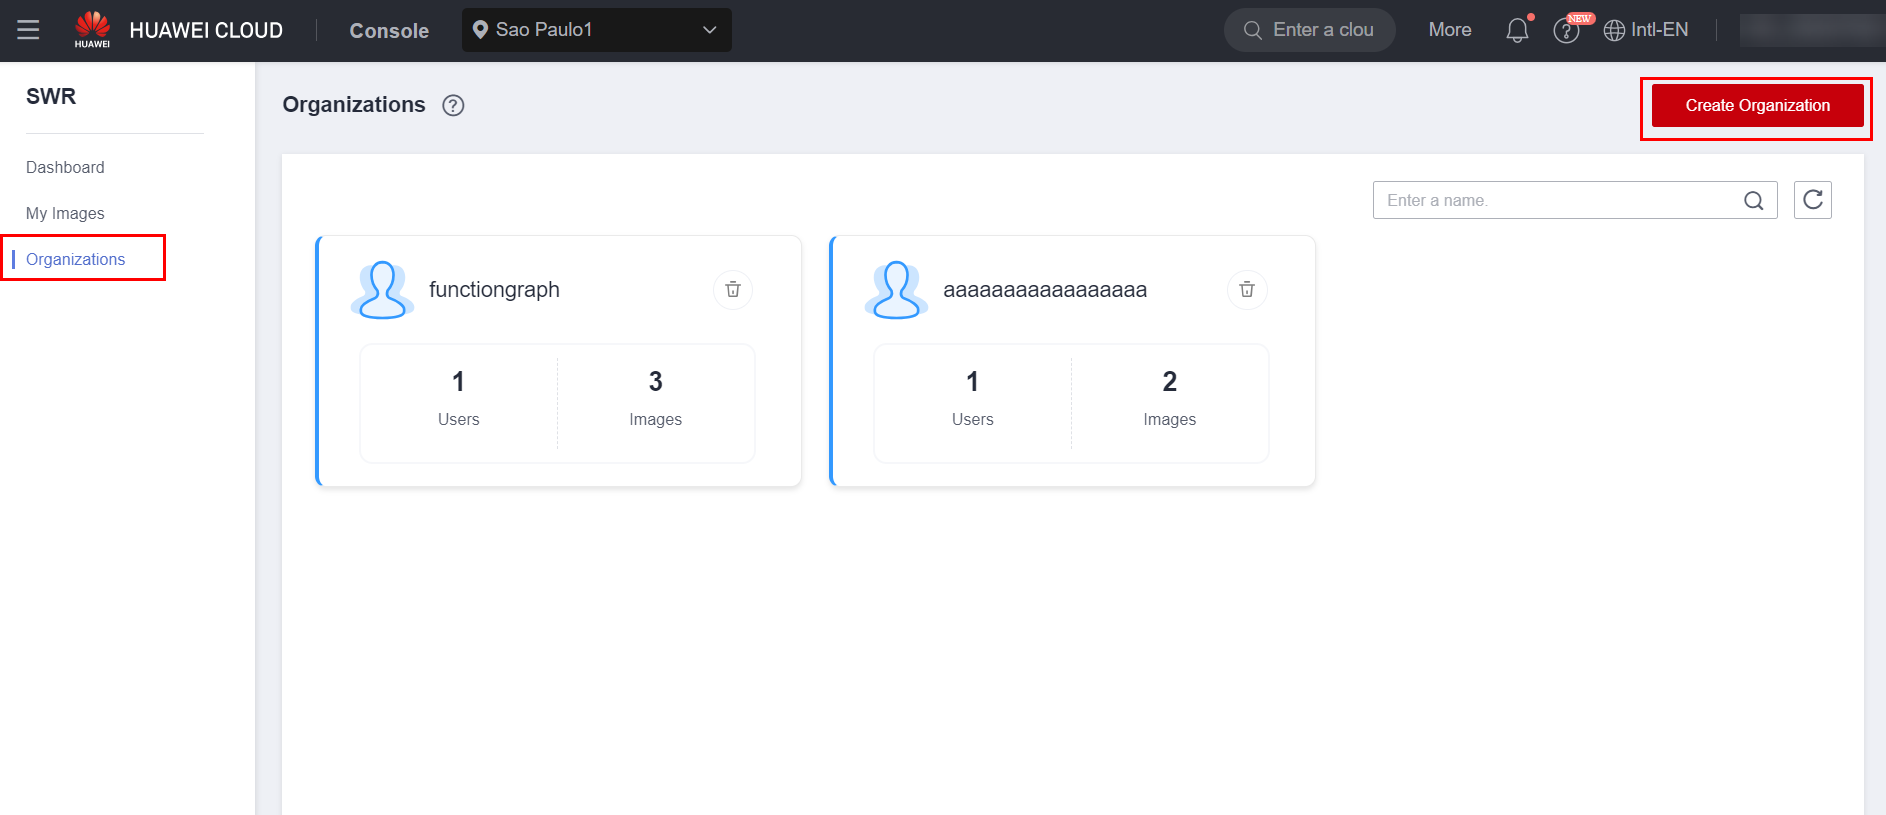 HUAWEI
HUAWEI CLOUD
Console
Sao Paulo1
Enter a clou
More
?
NEW
Intl-EN
SWR
Dashboard
My Images
Organizations
Organizations ?
Create Organization
Enter a name.
functiongraph
1
Users
3
Images
aaaaaaaaaaaaaaaaa
1
Users
2
Images